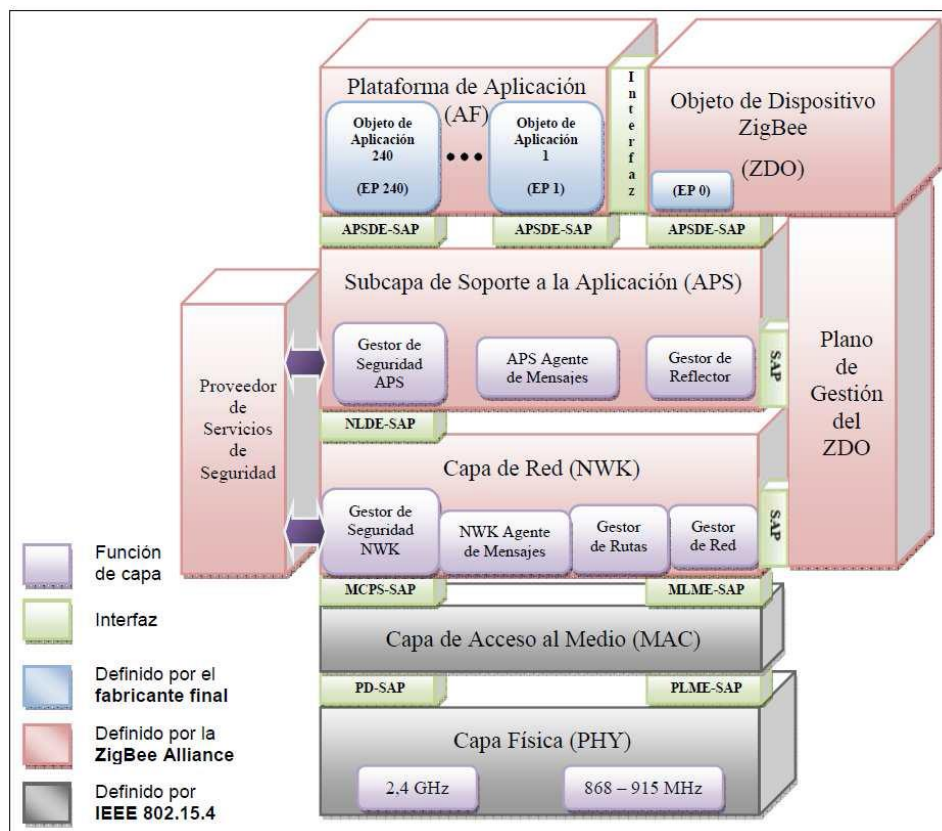 Plataforma de Aplicación
(AF)
Objeto de
Aplicación
240
(EP 240)
•••
Objeto de
Aplicación
1
(EP 1)
Interfaz
Objeto de Dispositivo
ZigBee
(ZDO)
(EP 0)
APSDE-SAP
APSDE-SAP
APSDE-SAP
Subcapa de Soporte a la Aplicación (APS)
Gestor de
Seguridad
APS
APS Agente
de Mensajes
Gestor de
Reflector
SAP
Plano
de
Gestión
del
ZDO
Proveedor
de
Servicios
de
Seguridad
NLDE-SAP
Capa de Red (NWK)
Gestor de
Seguridad
NWK
NWK Agente
de Mensajes
Gestor
de Rutas
Gestor
de Red
SAP
MCPS-SAP
MLME-SAP
Capa de Acceso al Medio (MAC)
PD-SAP
PLME-SAP
Capa Física (PHY)
2,4 GHz
868 – 915 MHz
Función
de capa
Interfaz
Definido por el
fabricante final
Definido por la
ZigBee Alliance
Definido por
IEEE 802.15.4